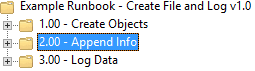 Example Runbook - Create File and Log v1.0
1.00 - Create Objects
2.00 - Append Info
3.00 - Log Data